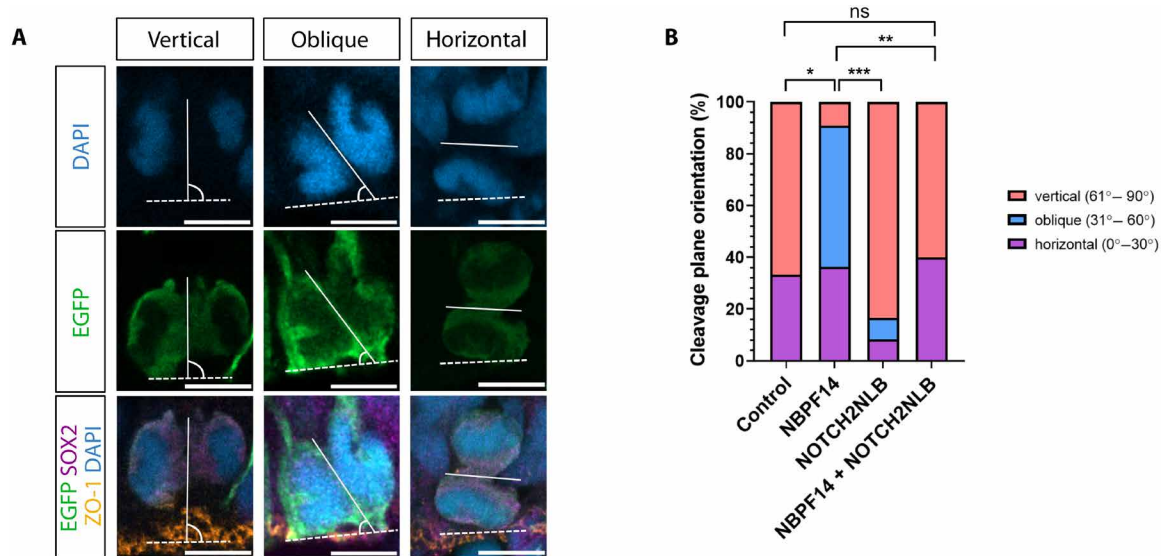 A
Vertical
Oblique
Horizontal
DAPI
EGFP
EGFP SOX2
ZO-1 DAPI
B
ns
**
*
***
Cleavage plane orientation (%)
100
80
60
40
20
0
Control
NBPF14
NOTCH2NLB
NBPF14 + NOTCH2NLB
vertical (61°– 90°)
oblique (31°– 60°)
horizontal (0°–30°)